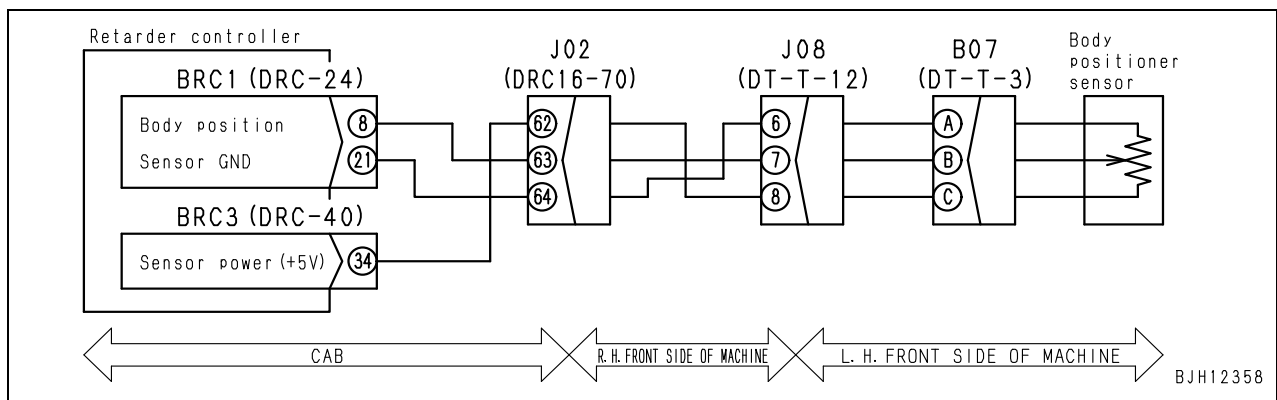 Retarder controller
BRC1 (DRC-24)
Body position 8
Sensor GND 21
BRC3 (DRC-40)
Sensor power (+5V) 34
J02
(DRC16-70)
62
63
64
J08
(DT-T-12)
6
7
8
B07
(DT-T-3)
A
B
C
Body
positioner
sensor
CAB
R.H.FRONT SIDE OF MACHINE
L.H.FRONT SIDE OF MACHINE
BJH12358